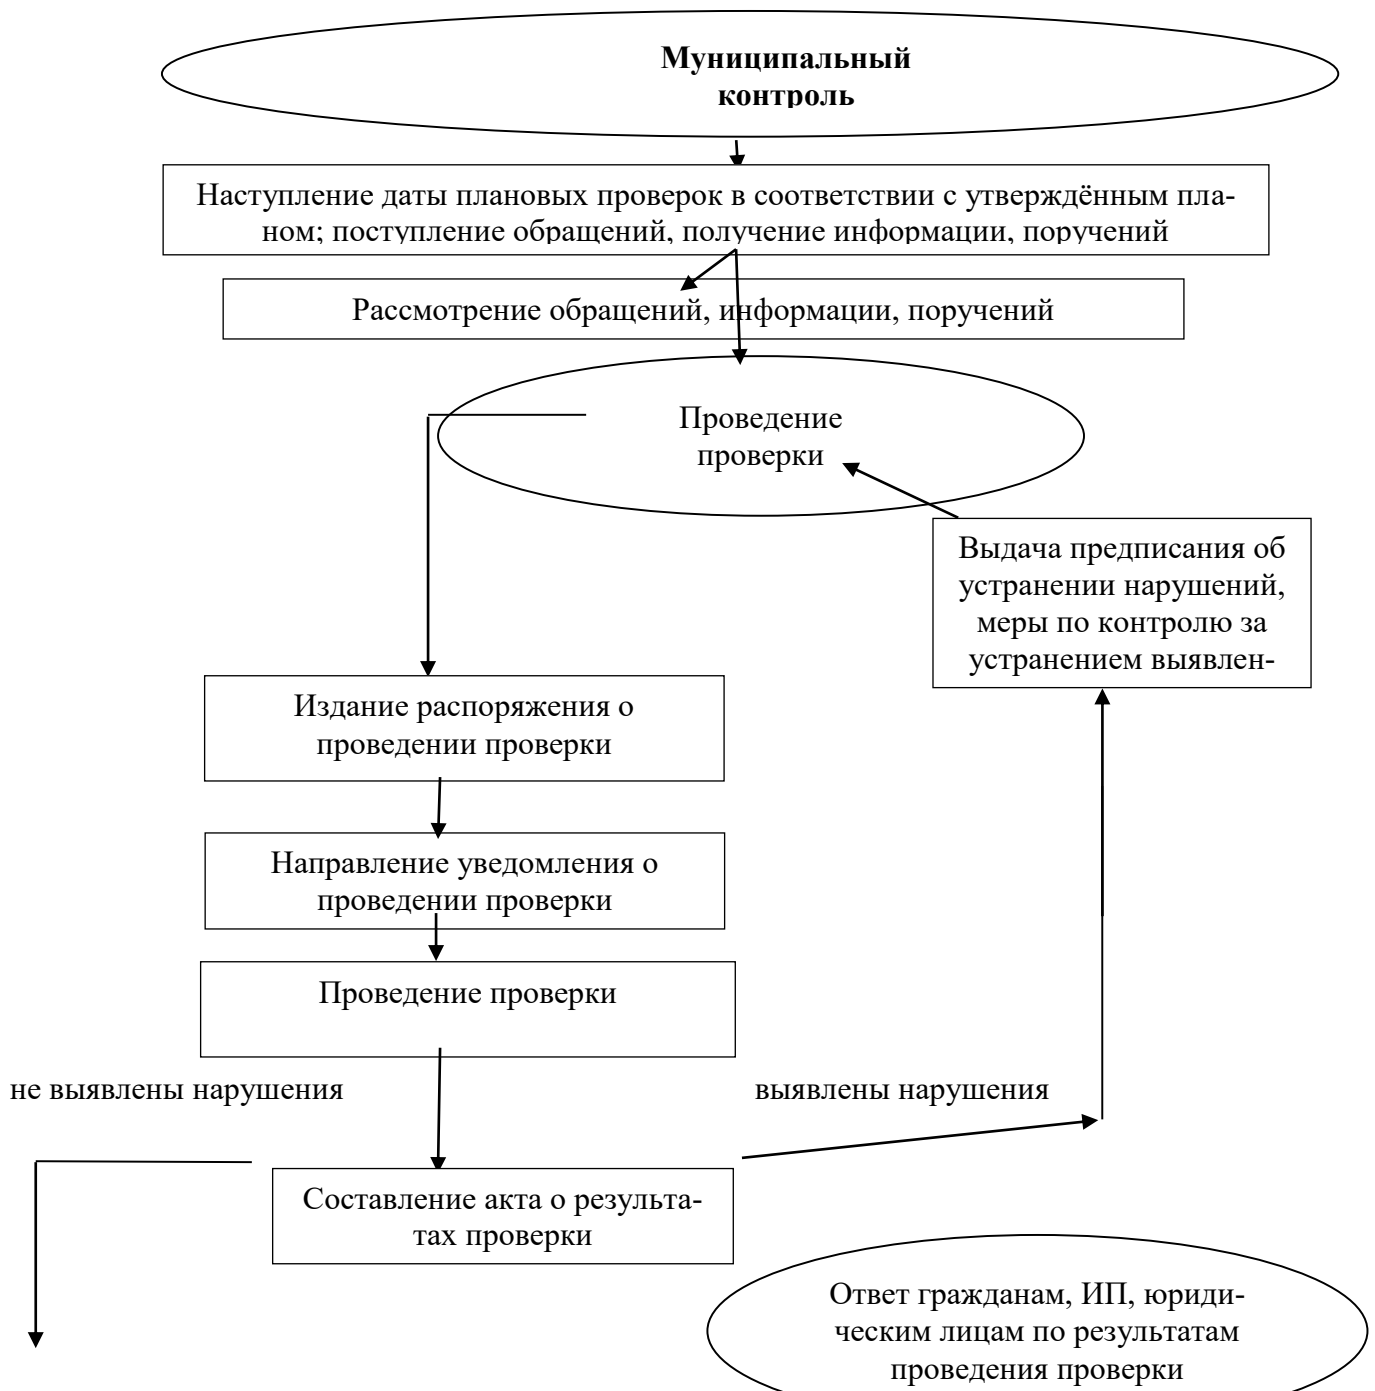 Муниципальный
контроль
Наступление даты плановых проверок в соответствии с утверждённым пла-
ном; поступление обращений, получение информации, поручений
Рассмотрение обращений, информации, поручений
Проведение
проверки
Выдача предписания об
устранении нарушений,
меры по контролю за
устранением выявлен-
Издание распоряжения о
проведении проверки
Направление уведомления о
проведении проверки
Проведение проверки
не выявлены нарушения
выявлены нарушения
Составление акта о результа-
тах проверки
Ответ гражданам, ИП, юриди-
ческим лицам по результатам
проведения проверки